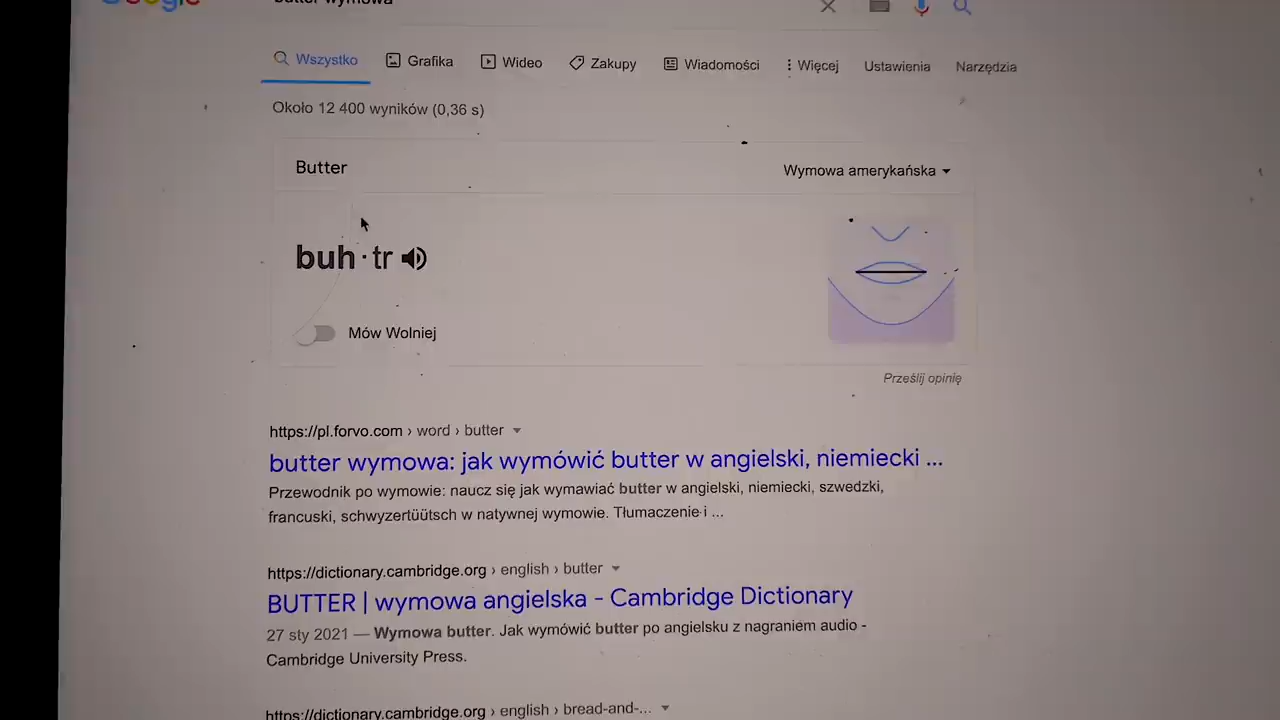 Google
butter wymowa
Wszystko Grafika Wideo Zakupy Wiadomości Więcej Ustawienia Narzędzia
Około 12 400 wyników (0,36 s)
Butter Wymowa amerykańska
buh · tr
Mów Wolniej
Prześlij opinię
https://pl.forvo.com › word › butter
butter wymowa: jak wymówić butter w angielski, niemiecki ...
Przewodnik po wymowie: naucz się jak wymawiać butter w angielski, niemiecki, szwedzki,
francuski, schwyzertüütsch w natywnej wymowie. Tłumaczenie i ...
https://dictionary.cambridge.org › english › butter
BUTTER | wymowa angielska - Cambridge Dictionary
27 sty 2021 — Wymowa butter. Jak wymówić butter po angielsku z nagraniem audio -
Cambridge University Press.
https://dictionary.cambridge.org › english › bread-and-...